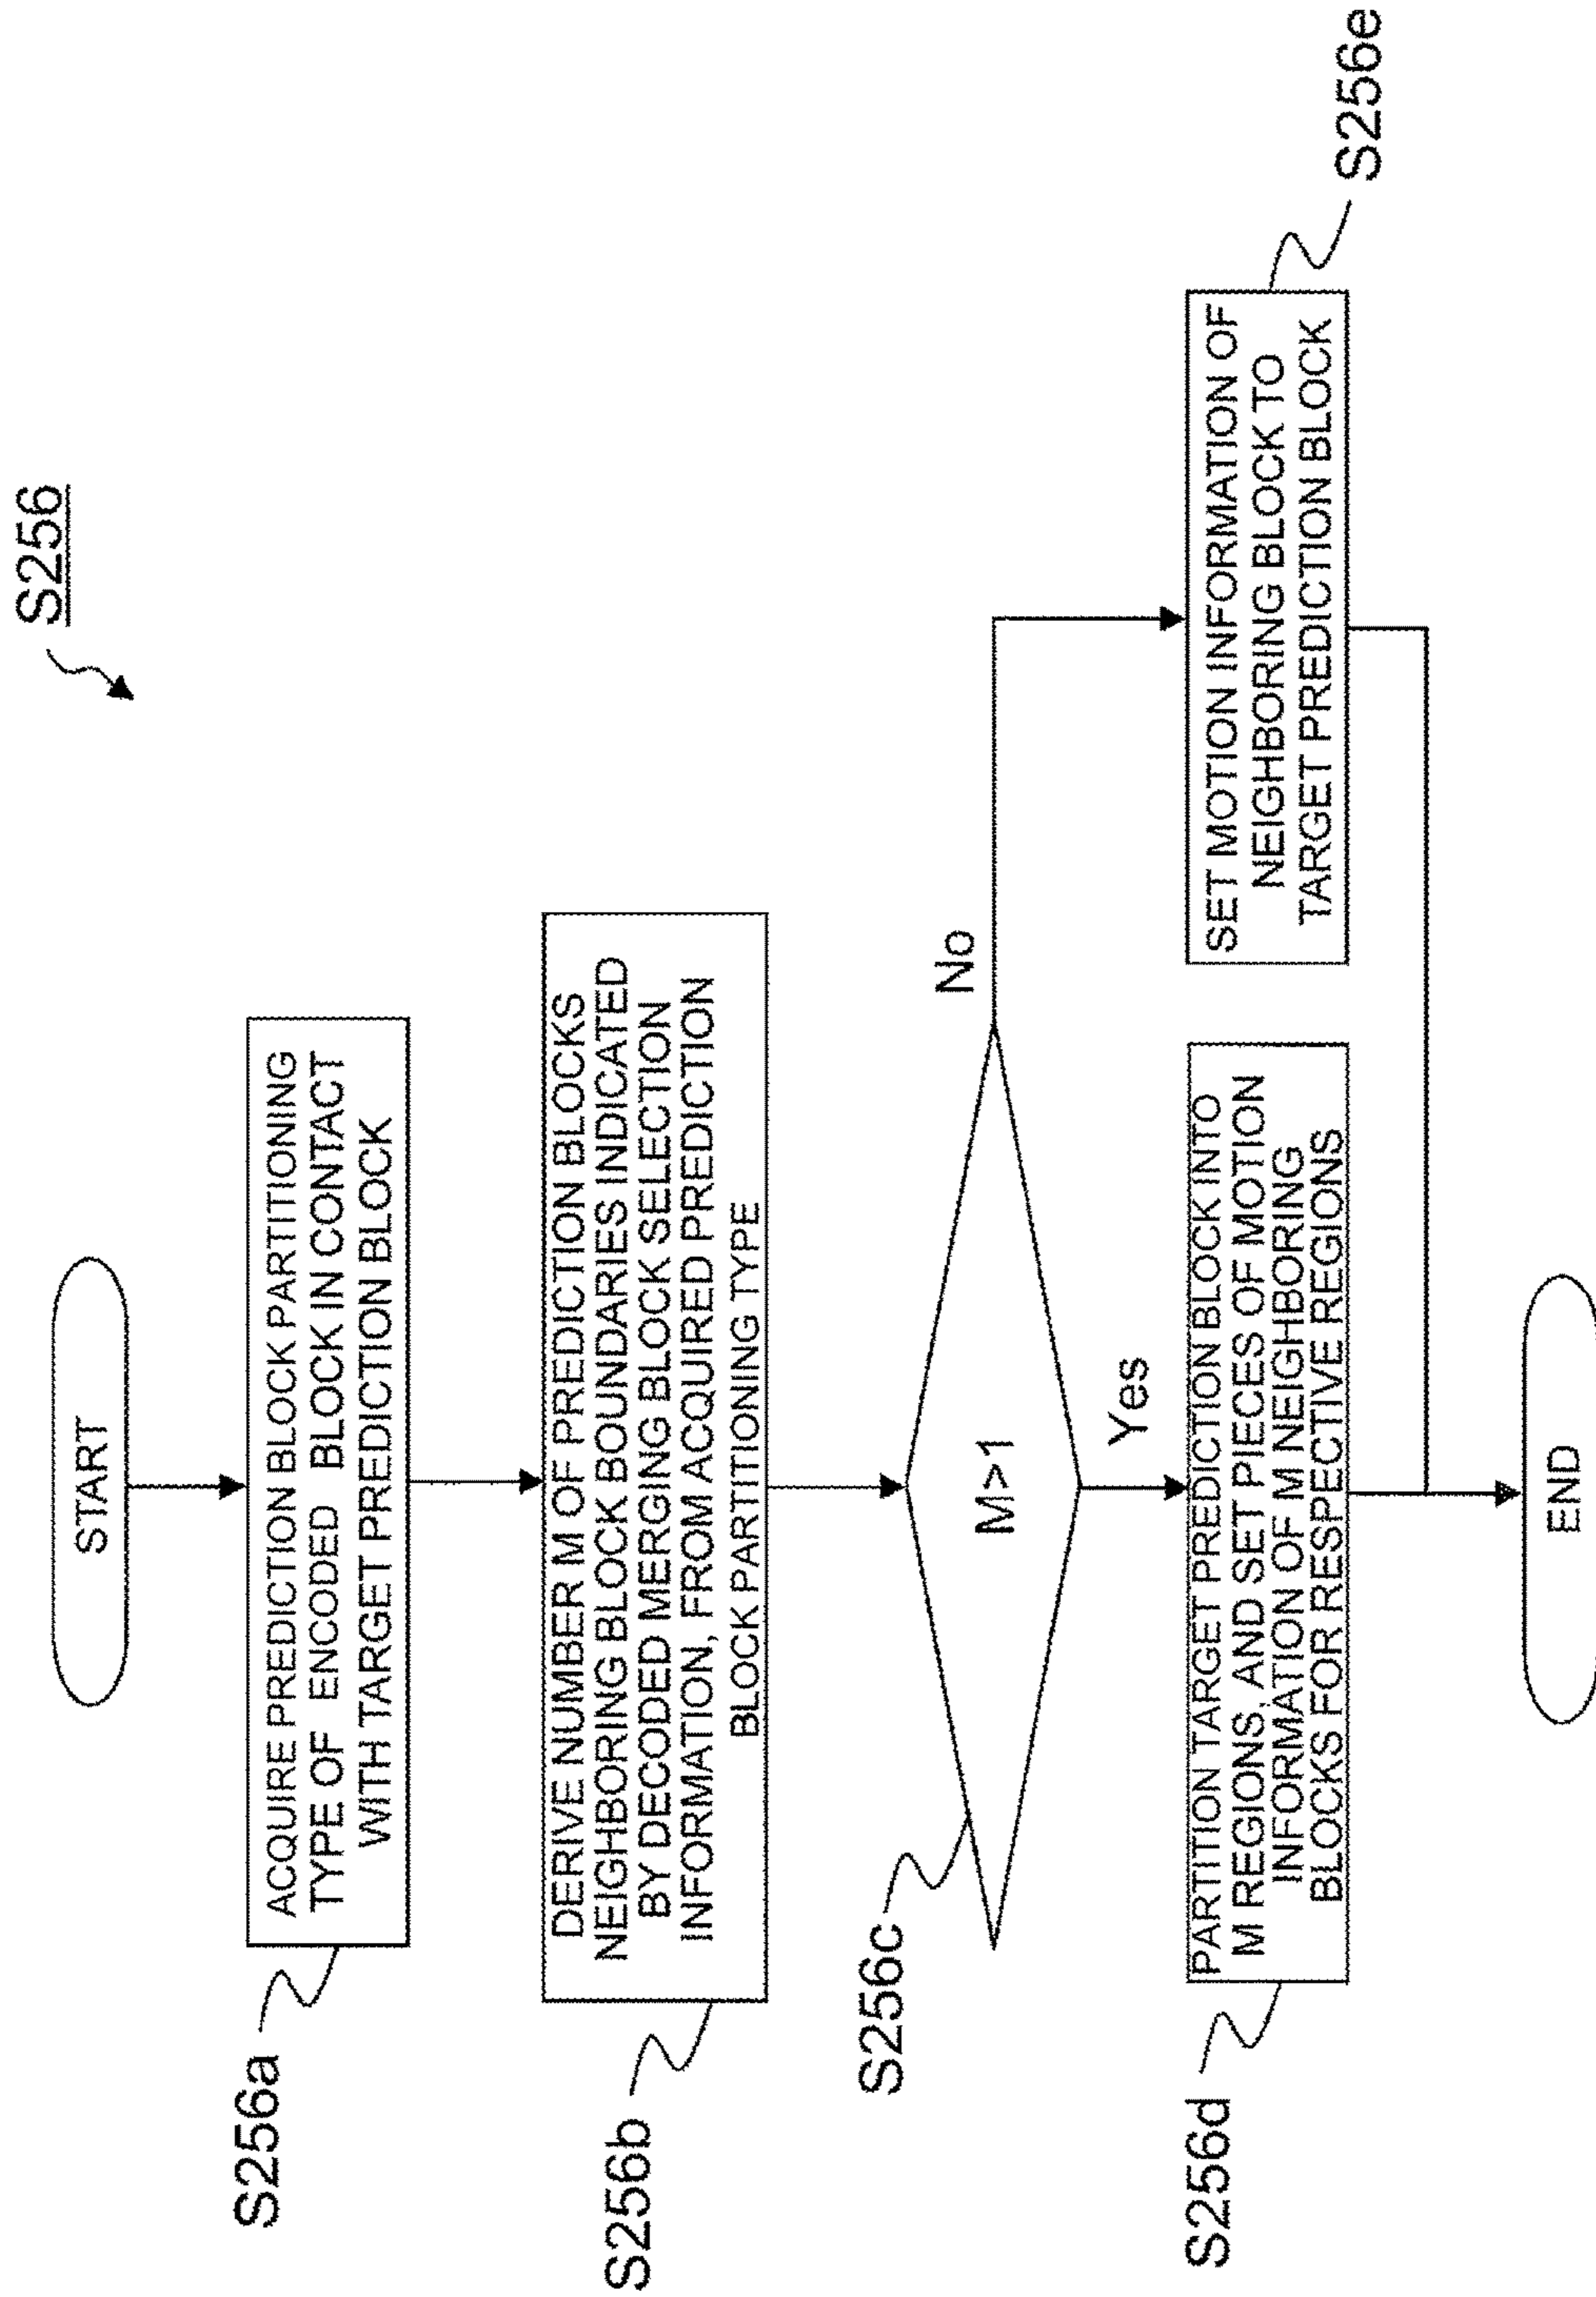 S256
START
S256a
ACQUIRE PREDICTION BLOCK PARTITIONING
TYPE OF ENCODED BLOCK IN CONTACT
WITH TARGET PREDICTION BLOCK
S256b
DERIVE NUMBER M OF PREDICTION BLOCKS
NEIGHBORING BLOCK BOUNDARIES INDICATED
BY DECODED MERGING BLOCK SELECTION
INFORMATION, FROM ACQUIRED PREDICTION
BLOCK PARTITIONING TYPE
S256c
M>1
No
Yes
S256d
PARTITION TARGET PREDICTION BLOCK INTO
M REGIONS, AND SET PIECES OF MOTION
INFORMATION OF M NEIGHBORING
BLOCKS FOR RESPECTIVE REGIONS
S256e
SET MOTION INFORMATION OF
NEIGHBORING BLOCK TO
TARGET PREDICTION BLOCK
END